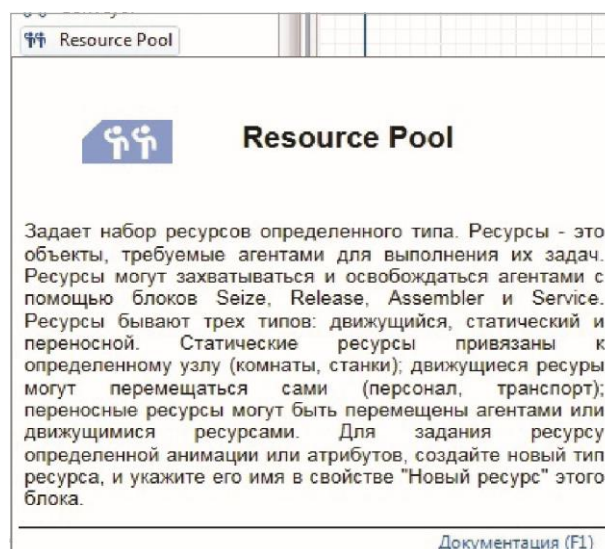 Resource Pool
Resource Pool
Задает набор ресурсов определенного типа. Ресурсы - это
объекты, требуемые агентами для выполнения их задач.
Ресурсы могут захватываться и освобождаться агентами с
помощью блоков Seize, Release, Assembler и Service.
Ресурсы бывают трех типов: движущийся, статический и
переносной. Статические ресурсы привязаны к
определенному узлу (комнаты, станки); движущиеся ресуры
могут перемещаться сами (персонал, транспорт);
переносные ресурсы могут быть перемещены агентами или
движущимися ресурсами. Для задания ресурсу
определенной анимации или атрибутов, создайте новый тип
ресурса, и укажите его имя в свойстве "Новый ресурс" этого
блока.
Документация (F1)